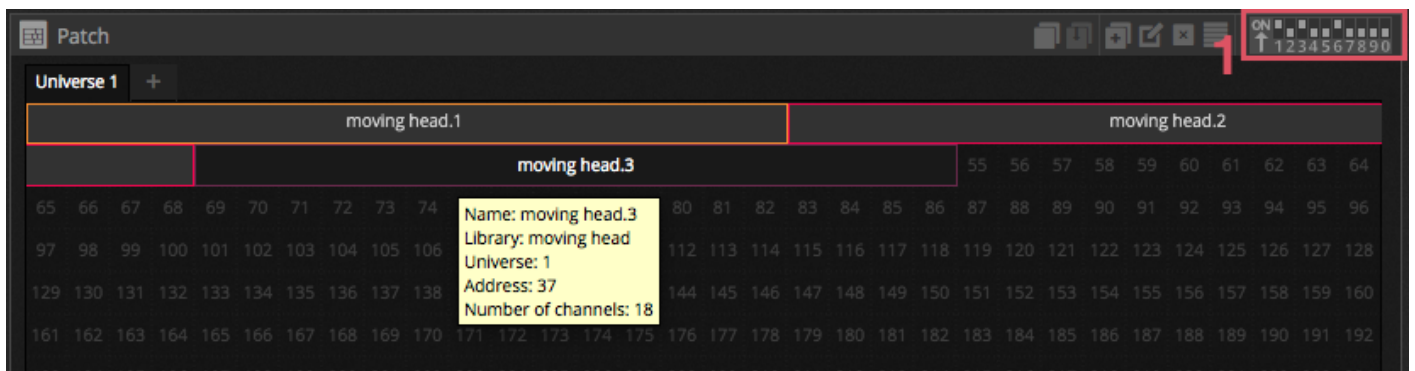 Patch
ON
1234567890
1
Universe 1 +
moving head.1 moving head.2
moving head.3 55 56 57 58 59 60 61 62 63 64
65 66 67 68 69 70 71 72 73 74 80 81 82 83 84 85 86 87 88 89 90 91 92 93 94 95 96
97 98 99 100 101 102 103 104 105 106 112 113 114 115 116 117 118 119 120 121 122 123 124 125 126 127 128
129 130 131 132 133 134 135 136 137 138 144 145 146 147 148 149 150 151 152 153 154 155 156 157 158 159 160
161 162 163 164 165 166 167 168 169 170 171 172 173 174 175 176 177 178 179 180 181 182 183 184 185 186 187 188 189 190 191 192
Name: moving head.3
Library: moving head
Universe: 1
Address: 37
Number of channels: 18